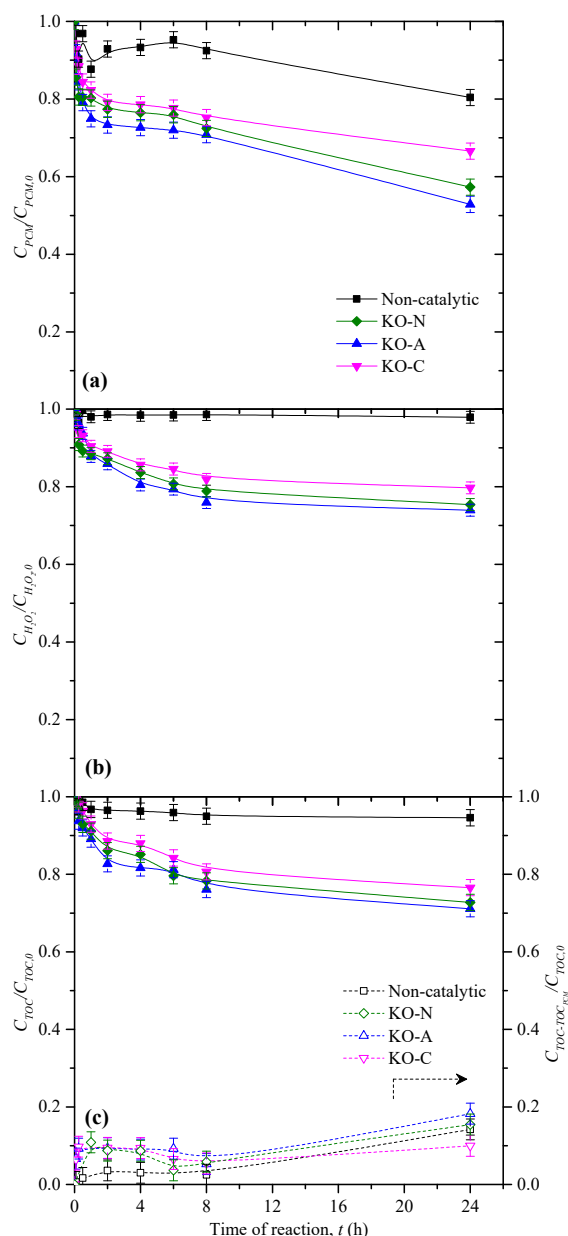 1.0
0.8
0.6
0.4
0.2
C_PCM/C_PCM,0
Non-catalytic
KO-N
KO-A
KO-C
(a)
1.0
0.8
0.6
0.4
0.2
C_H₂O₂/C_H₂O₂,0
(b)
1.0
0.8
0.6
0.4
0.2
0.0
C_TOC/C_TOC,0
1.0
0.8
0.6
0.4
0.2
0.0
C_TOC-TOC_PCM/C_TOC,0
Non-catalytic
KO-N
KO-A
KO-C
(c)
0 4 8 12 16 20 24
Time of reaction, t (h)